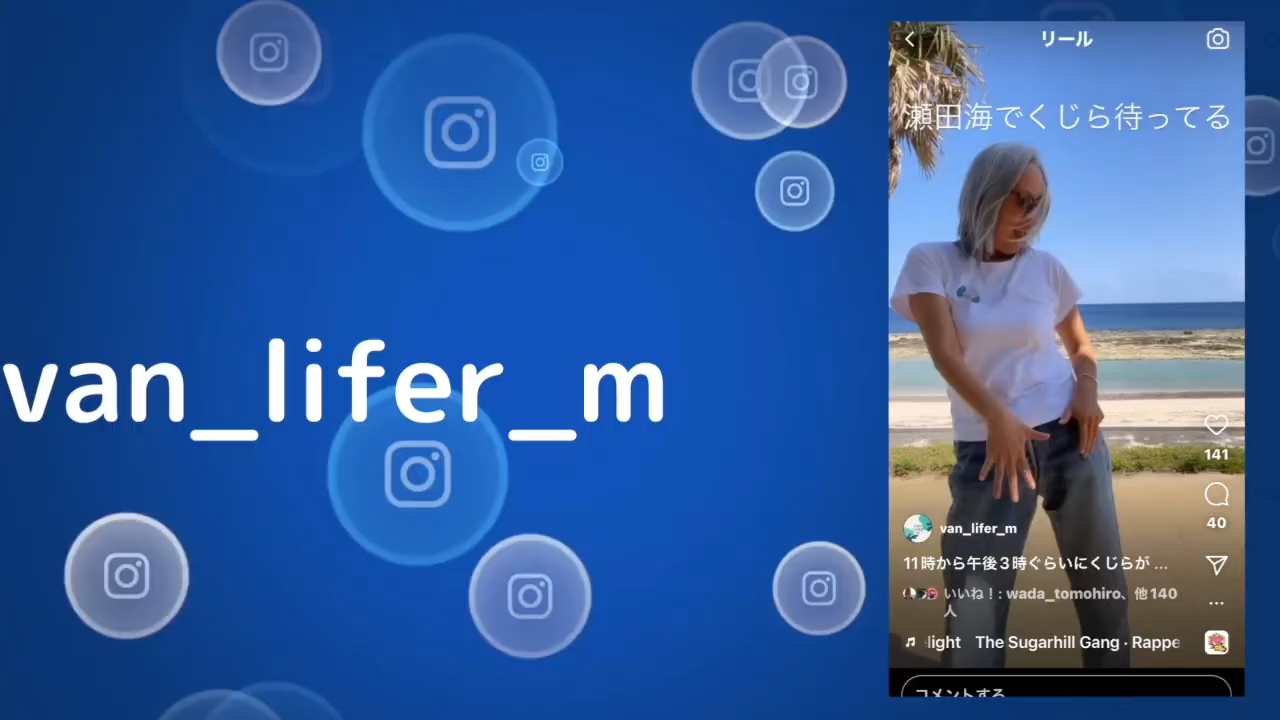 van_lifer_m
リール
瀬田海でくじら待ってる
141
40
van_lifer_m
11時から午後3時ぐらいにくじらが ...
いいね！: wada_tomohiro、他140
人
light The Sugarhill Gang · Rappe
コメントする